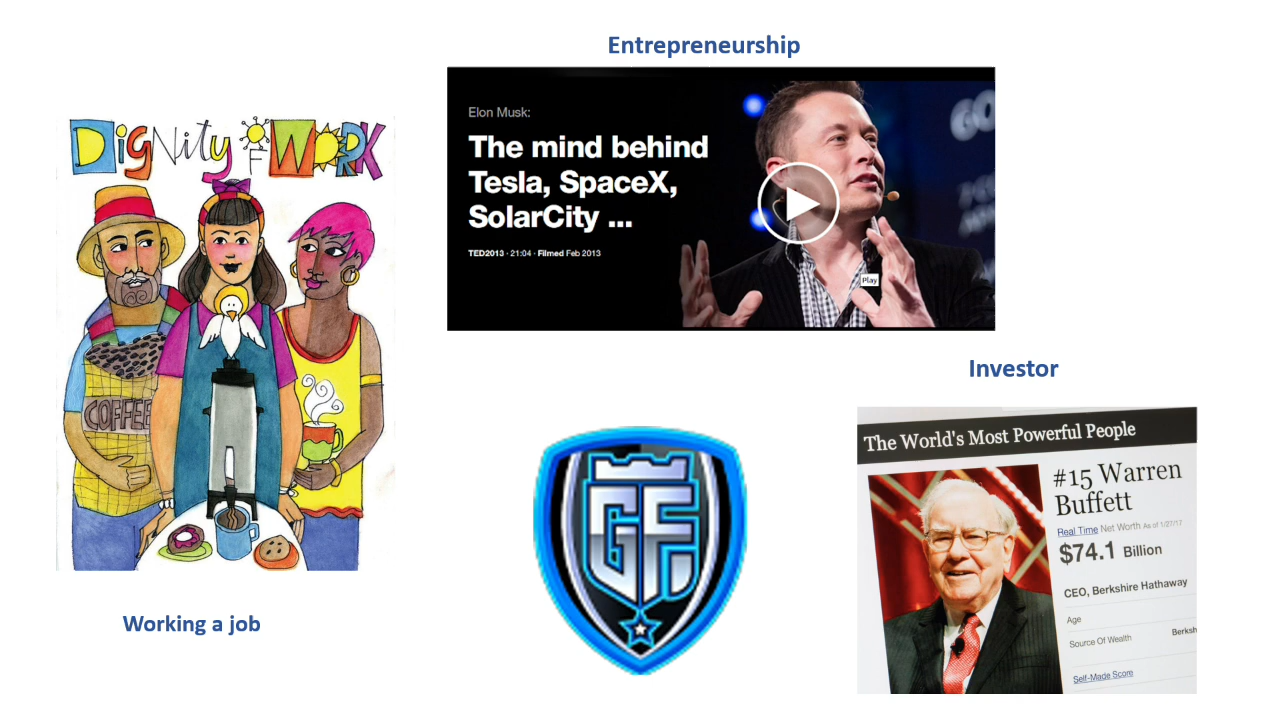 Entrepreneurship
Elon Musk:
The mind behind
Tesla, SpaceX,
SolarCity ...
TED2013 · 21:04 · Filmed Feb 2013
Play
60
DIGNity oF WORK
COFFEE
Working a job
GF
Investor
The World's Most Powerful People
#15 Warren
Buffett
Real Time Net Worth As of 1/27/17
$74.1 Billion
CEO, Berkshire Hathaway
Age
Source Of Wealth
Berksh
Self-Made Score